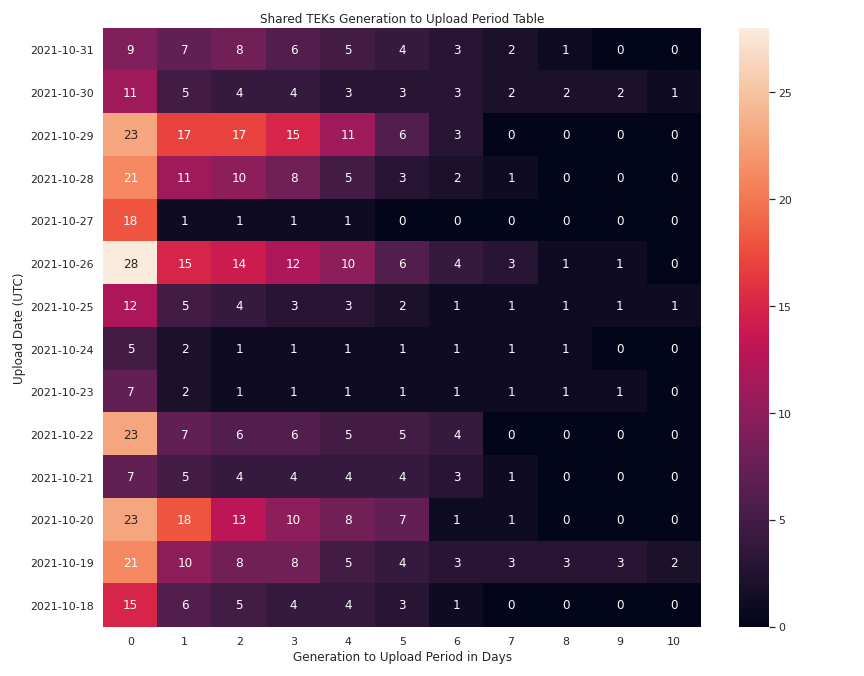 Shared TEKs Generation to Upload Period Table
Upload Date (UTC)
2021-10-31 9 7 8 6 5 4 3 2 1 0 0
2021-10-30 11 5 4 4 3 3 3 2 2 2 1
2021-10-29 23 17 17 15 11 6 3 0 0 0 0
2021-10-28 21 11 10 8 5 3 2 1 0 0 0
2021-10-27 18 1 1 1 1 0 0 0 0 0 0
2021-10-26 28 15 14 12 10 6 4 3 1 1 0
2021-10-25 12 5 4 3 3 2 1 1 1 1 1
2021-10-24 5 2 1 1 1 1 1 1 1 0 0
2021-10-23 7 2 1 1 1 1 1 1 1 1 0
2021-10-22 23 7 6 6 5 5 4 0 0 0 0
2021-10-21 7 5 4 4 4 4 3 1 0 0 0
2021-10-20 23 18 13 10 8 7 1 1 0 0 0
2021-10-19 21 10 8 8 5 4 3 3 3 3 2
2021-10-18 15 6 5 4 4 3 1 0 0 0 0
0 1 2 3 4 5 6 7 8 9 10
Generation to Upload Period in Days
25
20
15
10
5
0